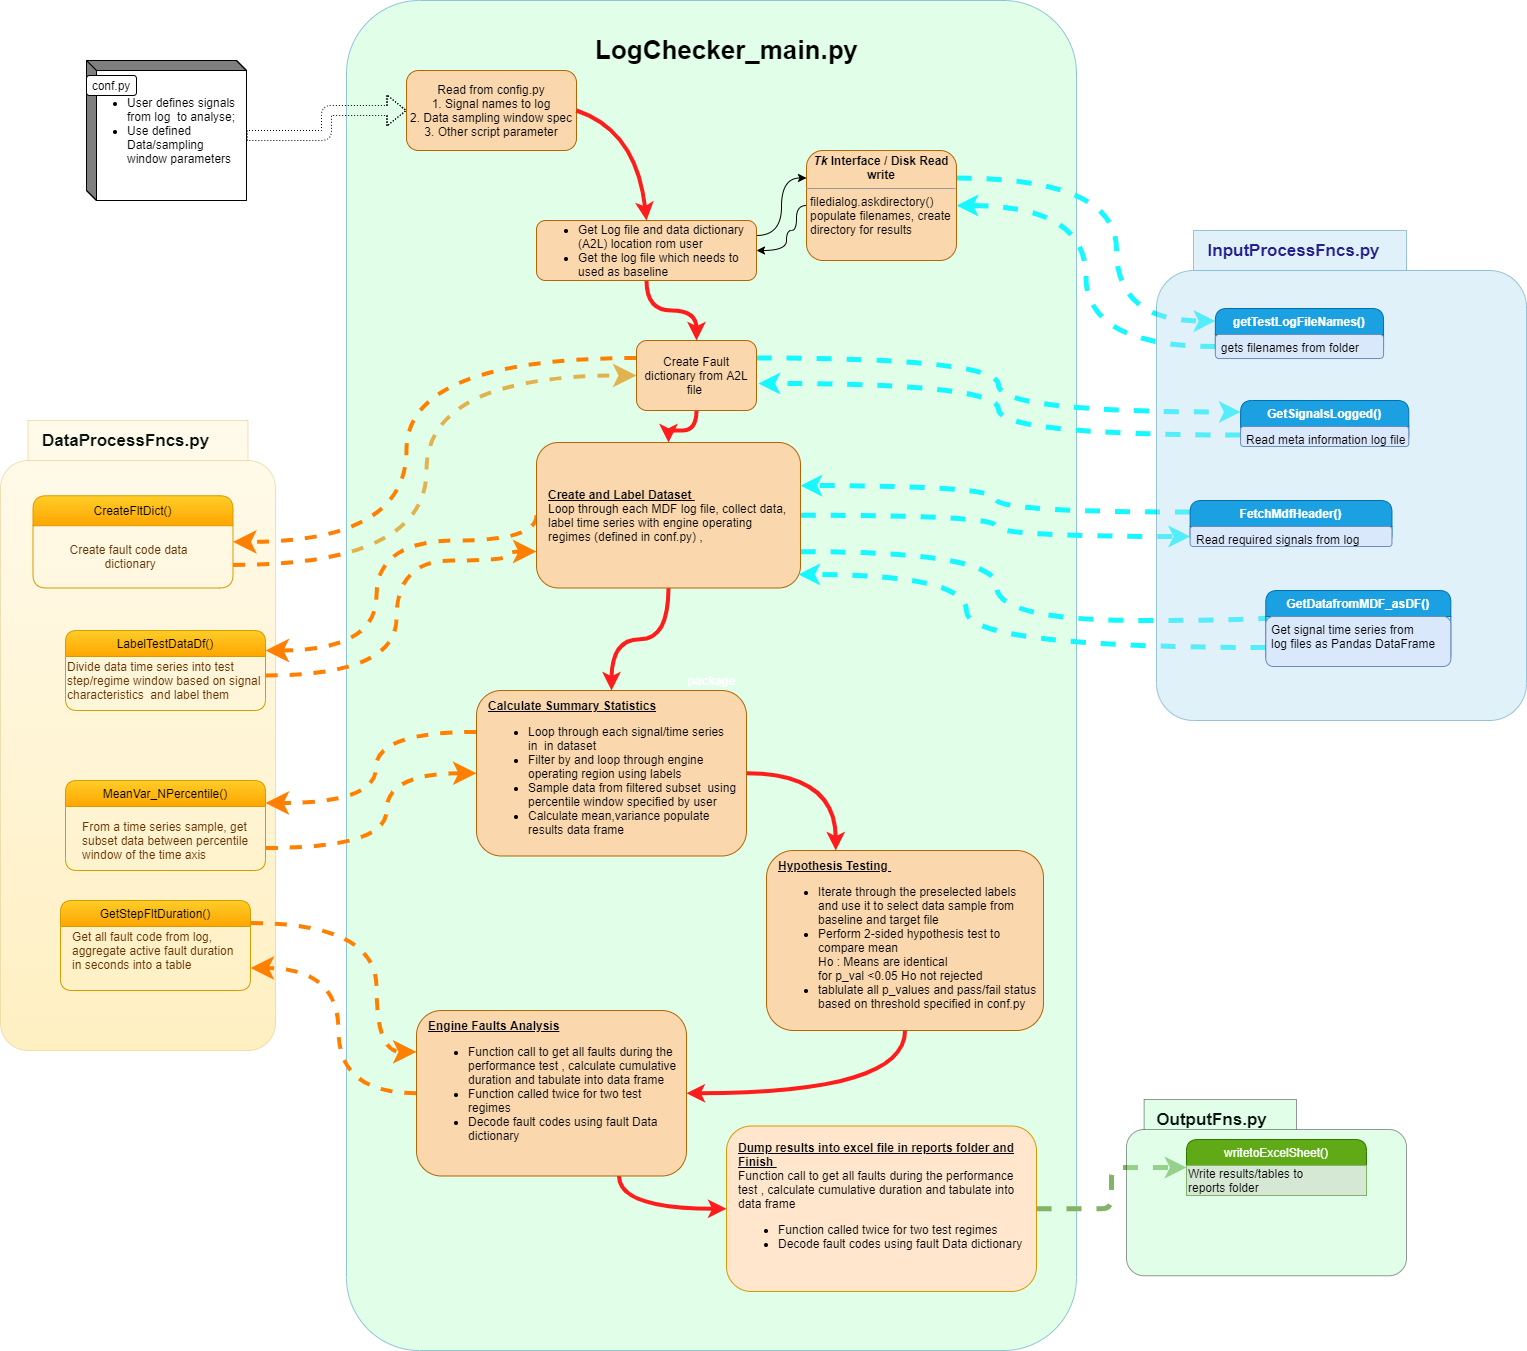 LogChecker_main.py
conf.py
User defines signals
from log  to analyse;
Use defined
Data/sampling
window parameters
Read from config.py
1. Signal names to log
2. Data sampling window spec
3. Other script parameter
Tk Interface / Disk Read
write
filedialog.askdirectory()
populate filenames, create
directory for results
Get Log file and data dictionary
(A2L) location rom user
Get the log file which needs to
used as baseline
InputProcessFncs.py
getTestLogFileNames()
gets filenames from folder
Create Fault
dictionary from A2L
file
GetSignalsLogged()
Read meta information log file
DataProcessFncs.py
CreateFltDict()
Create fault code data
dictionary
Create and Label Dataset
Loop through each MDF log file, collect data,
label time series with engine operating
regimes (defined in conf.py) ,
FetchMdfHeader()
Read required signals from log
GetDatafromMDF_asDF()
Get signal time series from
log files as Pandas DataFrame
LabelTestDataDf()
Divide data time series into test
step/regime window based on signal
characteristics  and label them
package
Calculate Summary Statistics
Loop through each signal/time series
in  in dataset
Filter by and loop through engine
operating region using labels
Sample data from filtered subset  using
percentile window specified by user
Calculate mean,variance populate
results data frame
MeanVar_NPercentile()
From a time series sample, get
subset data between percentile
window of the time axis
Hypothesis Testing
Iterate through the preselected labels
and use it to select data sample from
baseline and target file
Perform 2-sided hypothesis test to
compare mean
Ho : Means are identical
for p_val <0.05 Ho not rejected
tablulate all p_values and pass/fail status
based on threshold specified in conf.py
GetStepFltDuration()
Get all fault code from log,
aggregate active fault duration
in seconds into a table
Engine Faults Analysis
Function call to get all faults during the
performance test , calculate cumulative
duration and tabulate into data frame
Function called twice for two test
regimes
Decode fault codes using fault Data
dictionary
Dump results into excel file in reports folder and
Finish
Function call to get all faults during the performance
test , calculate cumulative duration and tabulate into
data frame
Function called twice for two test regimes
Decode fault codes using fault Data dictionary
OutputFns.py
writetoExcelSheet()
Write results/tables to
reports folder